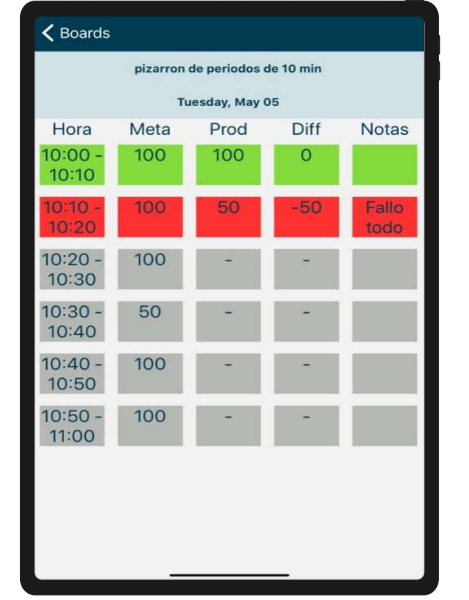 Boards
pizarron de periodos de 10 min
Tuesday, May 05
Hora Meta Prod Diff Notas
10:00 - 100 100 0
10:10
10:10 - 100 50 -50 Fallo
10:20 todo
10:20 - 100 - -
10:30
10:30 - 50 - -
10:40
10:40 - 100 - -
10:50
10:50 - 100 - -
11:00